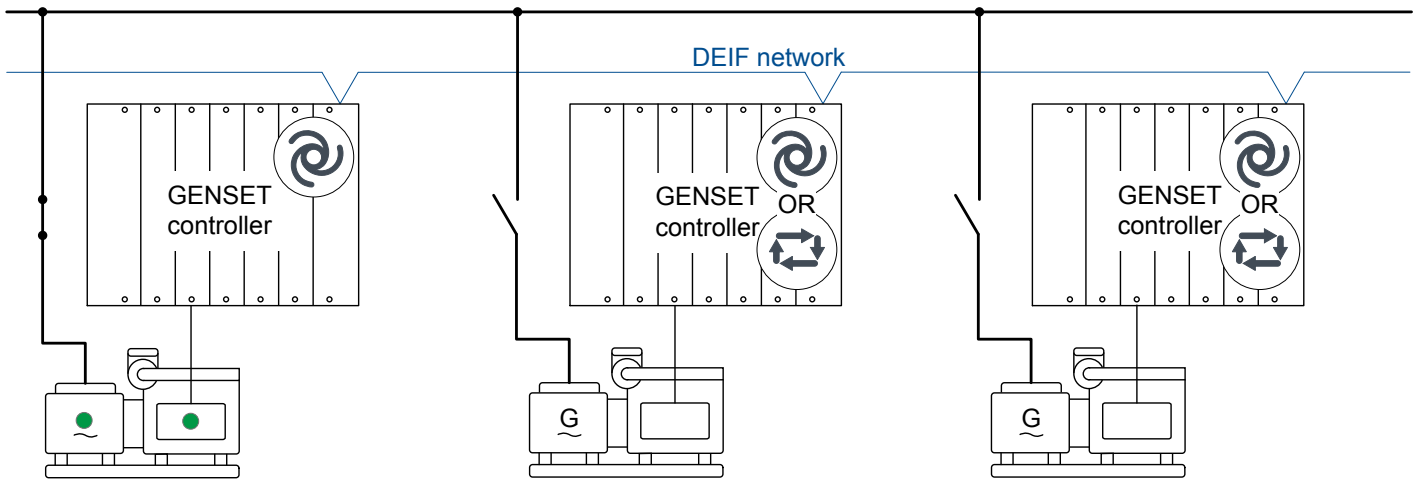 DEIF network
GENSET
controller
GENSET
controller
OR
GENSET
controller
OR
G
G